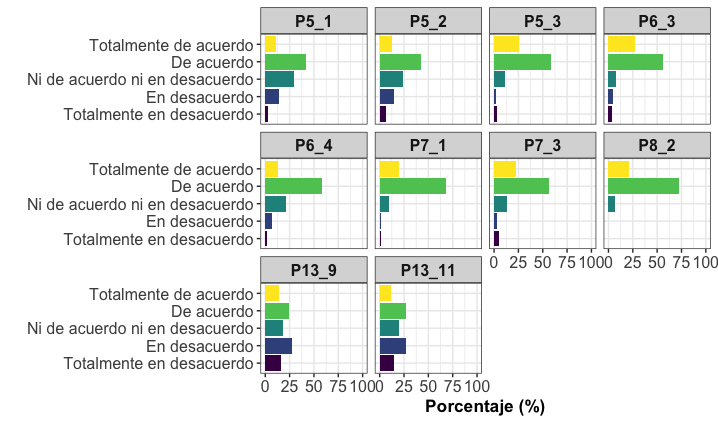 P5_1 P5_2 P5_3 P6_3
Totalmente de acuerdo
De acuerdo
Ni de acuerdo ni en desacuerdo
En desacuerdo
Totalmente en desacuerdo
P6_4 P7_1 P7_3 P8_2
Totalmente de acuerdo
De acuerdo
Ni de acuerdo ni en desacuerdo
En desacuerdo
Totalmente en desacuerdo
0 25 50 75 100 0 25 50 75 100
P13_9 P13_11
Totalmente de acuerdo
De acuerdo
Ni de acuerdo ni en desacuerdo
En desacuerdo
Totalmente en desacuerdo
0 25 50 75 100 0 25 50 75 100
Porcentaje (%)